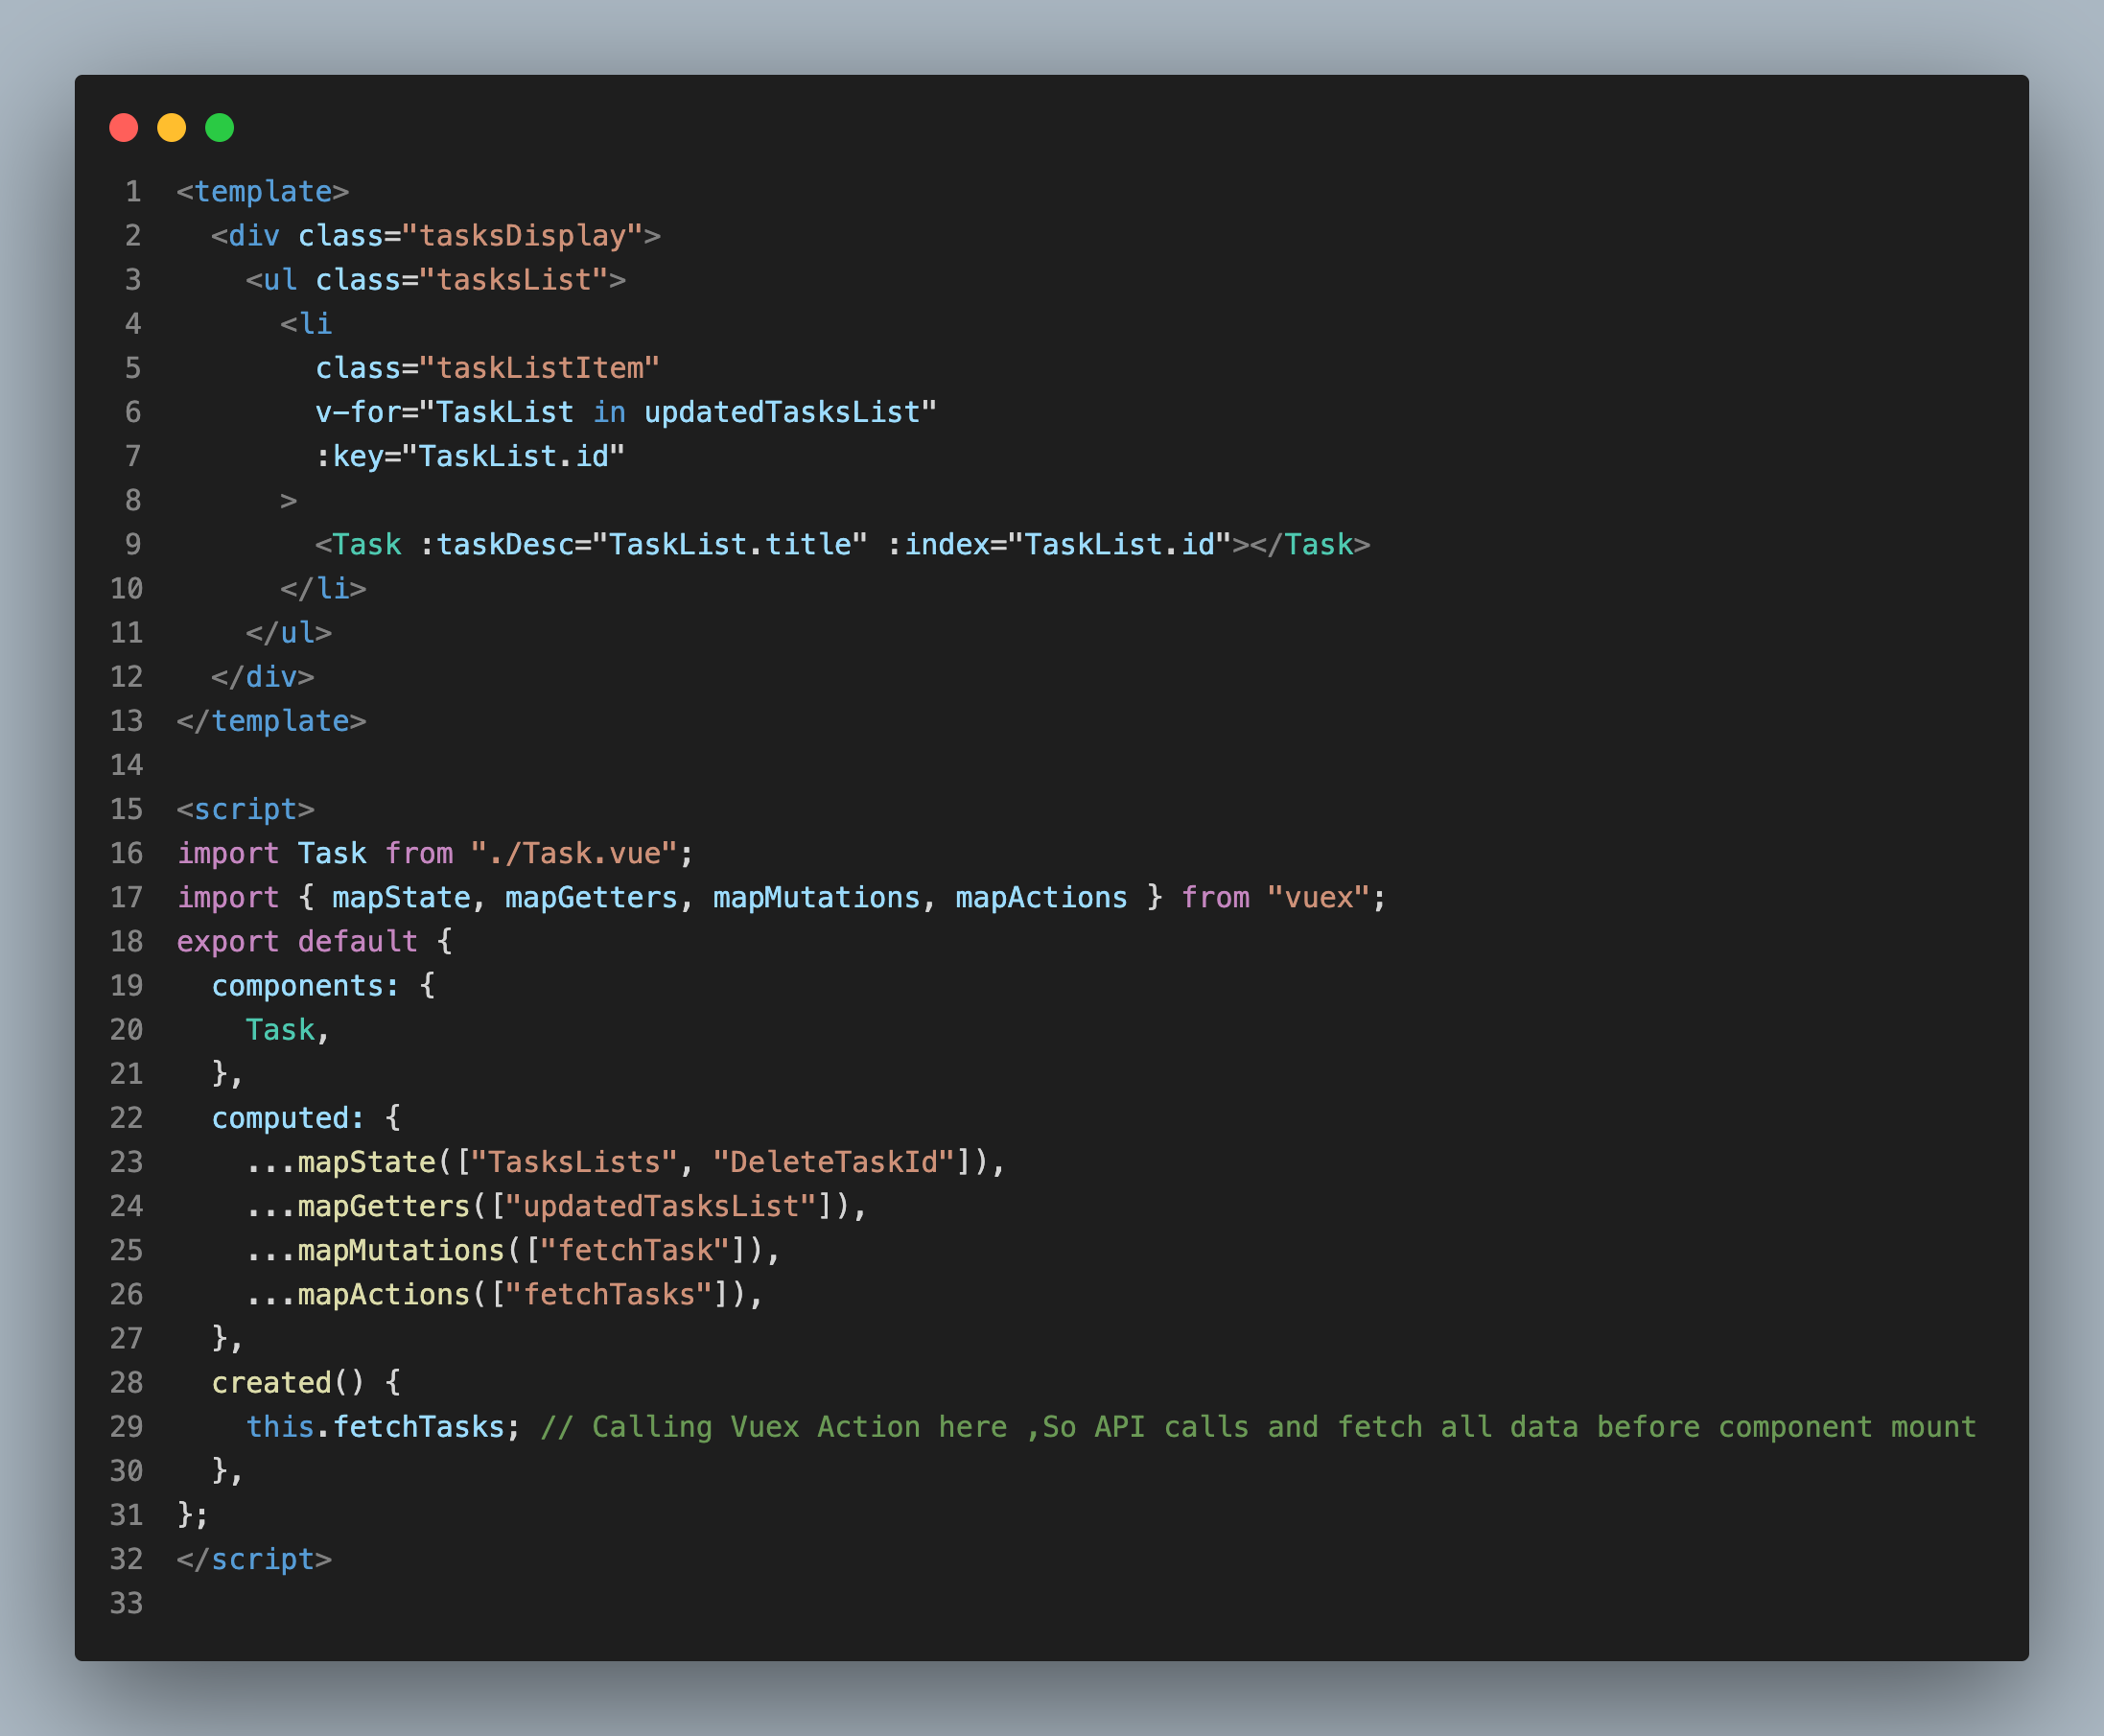 1 <template>
2   <div class="tasksDisplay">
3     <ul class="tasksList">
4       <li
5         class="taskListItem"
6         v-for="TaskList in updatedTasksList"
7         :key="TaskList.id"
8       >
9         <Task :taskDesc="TaskList.title" :index="TaskList.id"></Task>
10       </li>
11     </ul>
12   </div>
13 </template>
14
15 <script>
16 import Task from "./Task.vue";
17 import { mapState, mapGetters, mapMutations, mapActions } from "vuex";
18 export default {
19   components: {
20     Task,
21   },
22   computed: {
23     ...mapState(["TasksLists", "DeleteTaskId"]),
24     ...mapGetters(["updatedTasksList"]),
25     ...mapMutations(["fetchTask"]),
26     ...mapActions(["fetchTasks"]),
27   },
28   created() {
29     this.fetchTasks; // Calling Vuex Action here ,So API calls and fetch all data before component mount
30   },
31 };
32 </script>
33